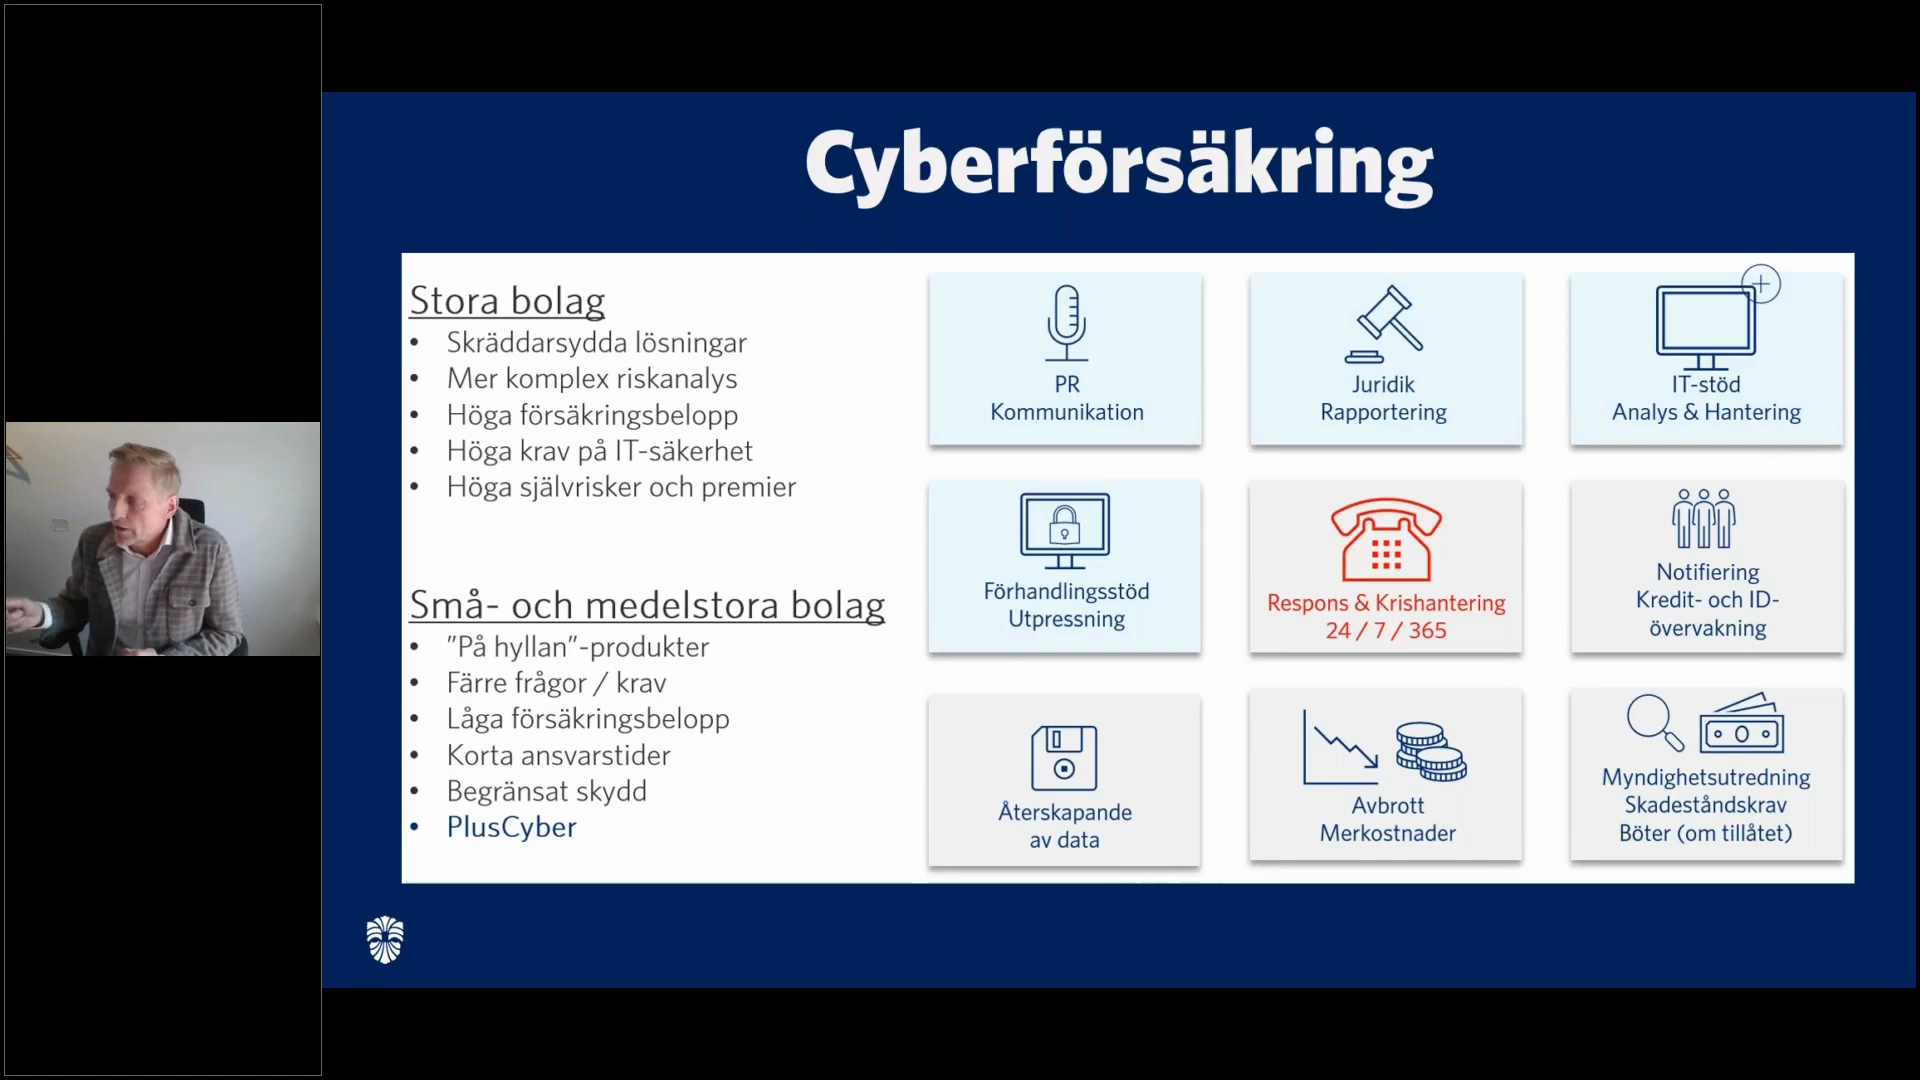 Cyberförsäkring
Stora bolag
• Skräddarsydda lösningar
• Mer komplex riskanalys
• Höga försäkringsbelopp
• Höga krav på IT-säkerhet
• Höga självrisker och premier
Små- och medelstora bolag
• ”På hyllan”-produkter
• Färre frågor / krav
• Låga försäkringsbelopp
• Korta ansvarstider
• Begränsat skydd
• PlusCyber
PR
Kommunikation
Juridik
Rapportering
IT-stöd
Analys & Hantering
Förhandlingsstöd
Utpressning
Respons & Krishantering
24 / 7 / 365
Notifiering
Kredit- och ID-
övervakning
Återskapande
av data
Avbrott
Merkostnader
Myndighetsutredning
Skadeståndskrav
Böter (om tillåtet)